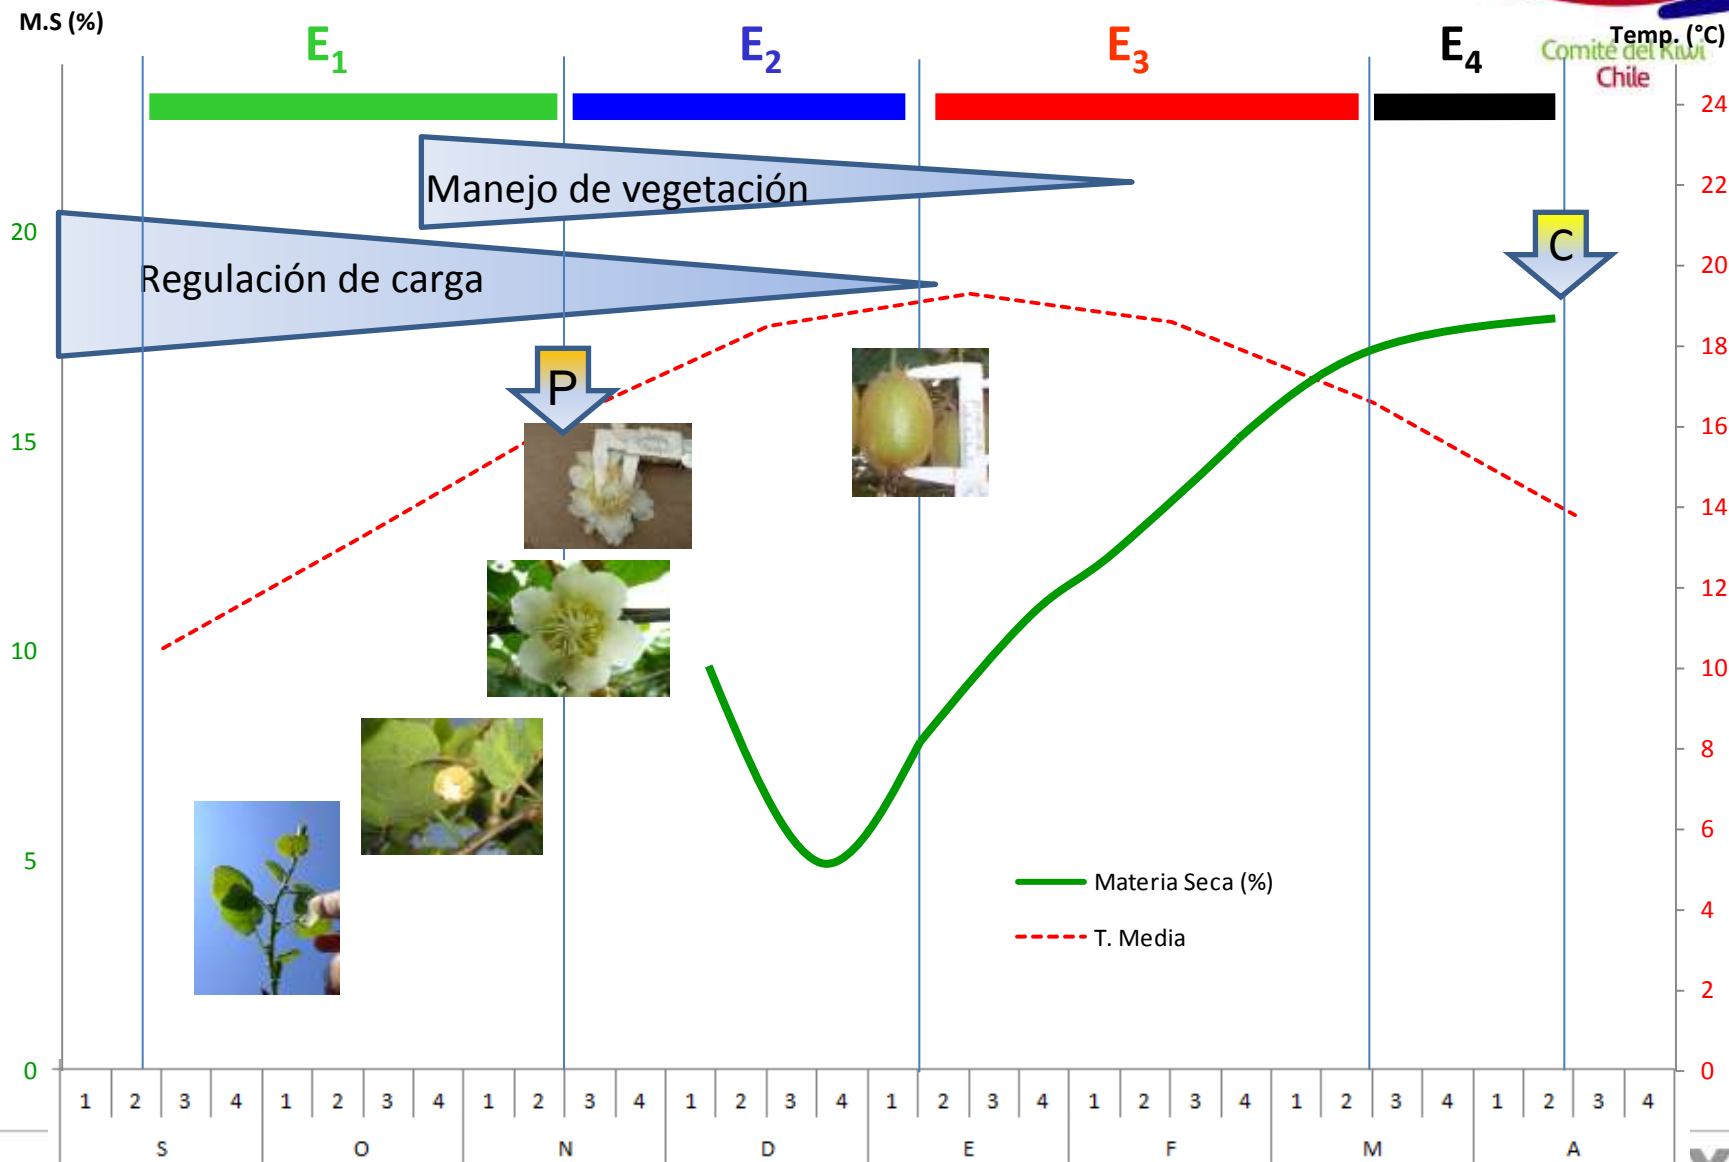 M.S (%)
E1
E2
E3
E4
Temp. (°C)
Comité del Kiwi
Chile
24
Manejo de vegetación
22
20
C
Regulación de carga
20
18
P
16
15
14
12
10
10
8
6
5
Materia Seca (%)
4
T. Media
2
0
0
1 2 3 4 1 2 3 4 1 2 3 4 1 2 3 4 1 2 3 4 1 2 3 4 1 2 3 4 1 2 3 4
S O N D E F M A